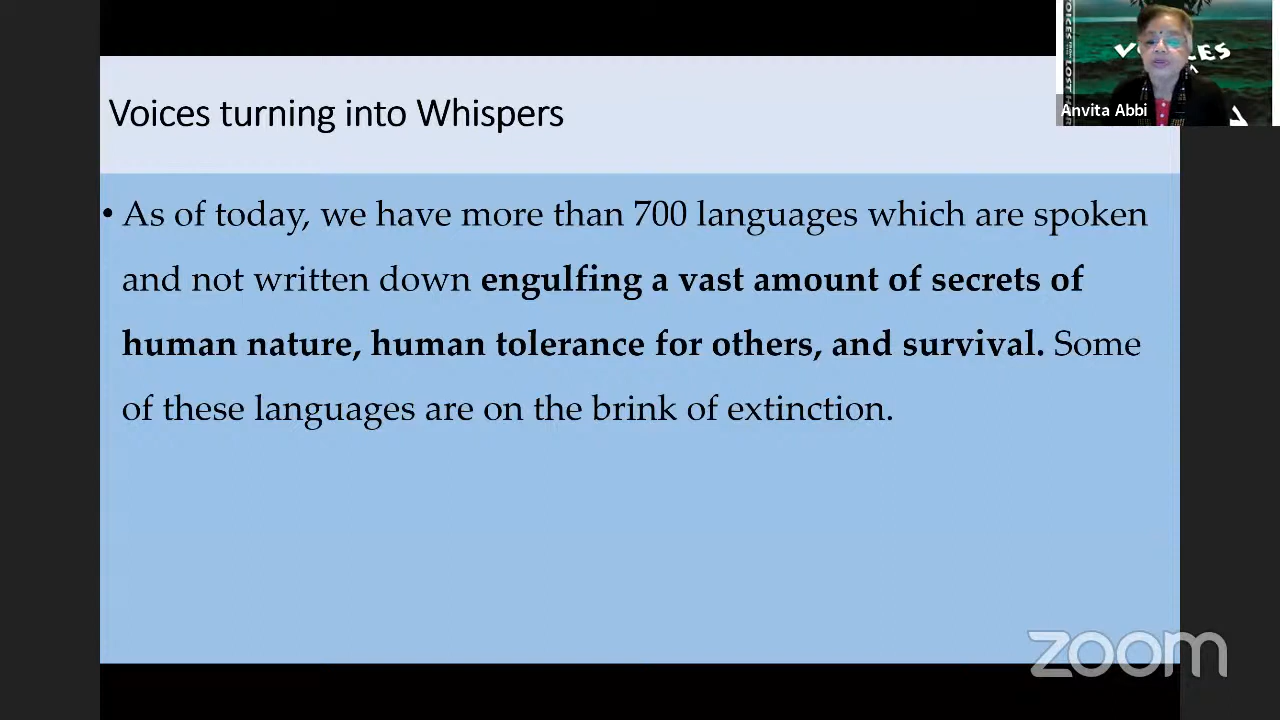 Voices turning into Whispers
• As of today, we have more than 700 languages which are spoken
and not written down engulfing a vast amount of secrets of
human nature, human tolerance for others, and survival. Some
of these languages are on the brink of extinction.
Anvita Abbi
VOICES
LOST
zoom